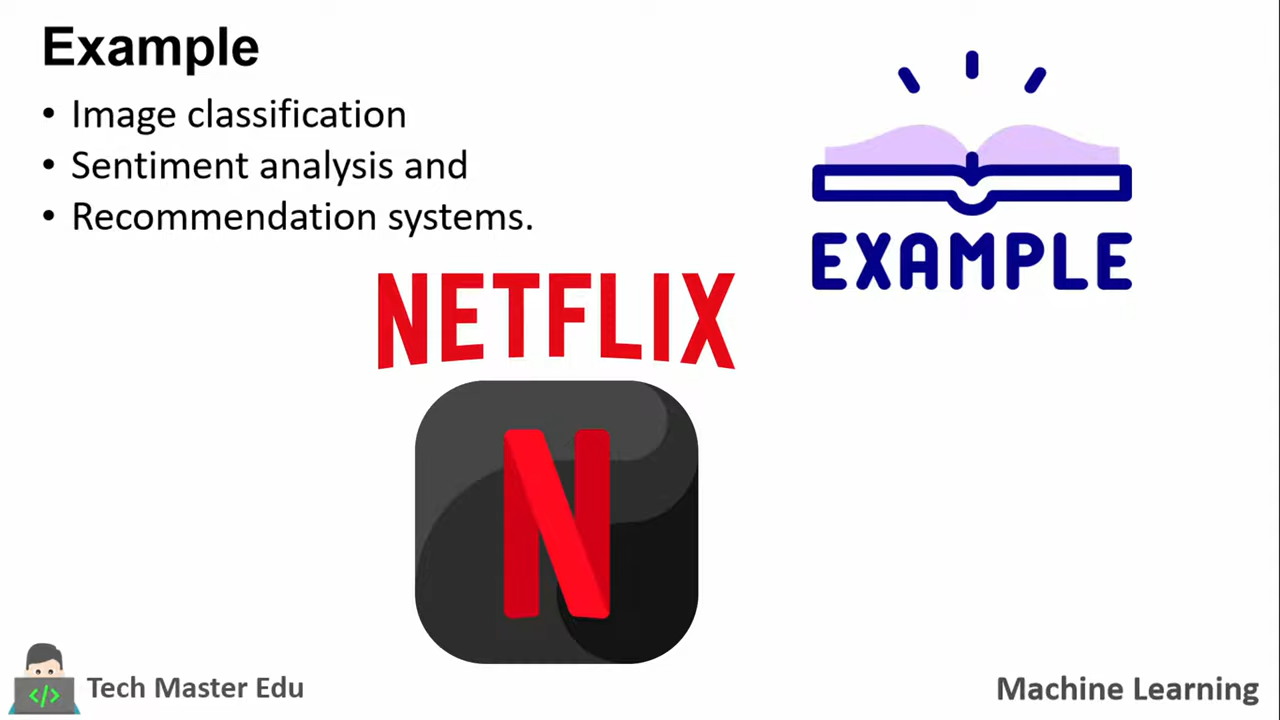 Example
• Image classification
• Sentiment analysis and
• Recommendation systems.
EXAMPLE
NETFLIX
N
</> Tech Master Edu
Machine Learning